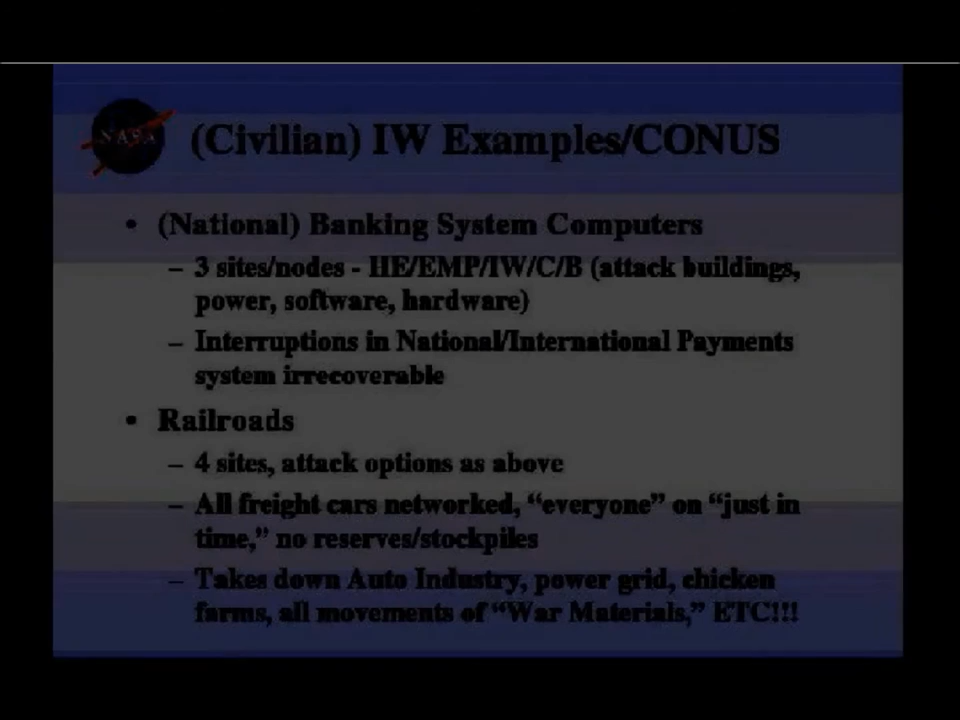 NASA
(Civilian) IW Examples/CONUS
• (National) Banking System Computers
– 3 sites/nodes - HE/EMP/IW/C/B (attack buildings,
power, software, hardware)
– Interruptions in National/International Payments
system irrecoverable
• Railroads
– 4 sites, attack options as above
– All freight cars networked, “everyone” on “just in
time,” no reserves/stockpiles
– Takes down Auto Industry, power grid, chicken
farms, all movements of “War Materials,” ETC!!!